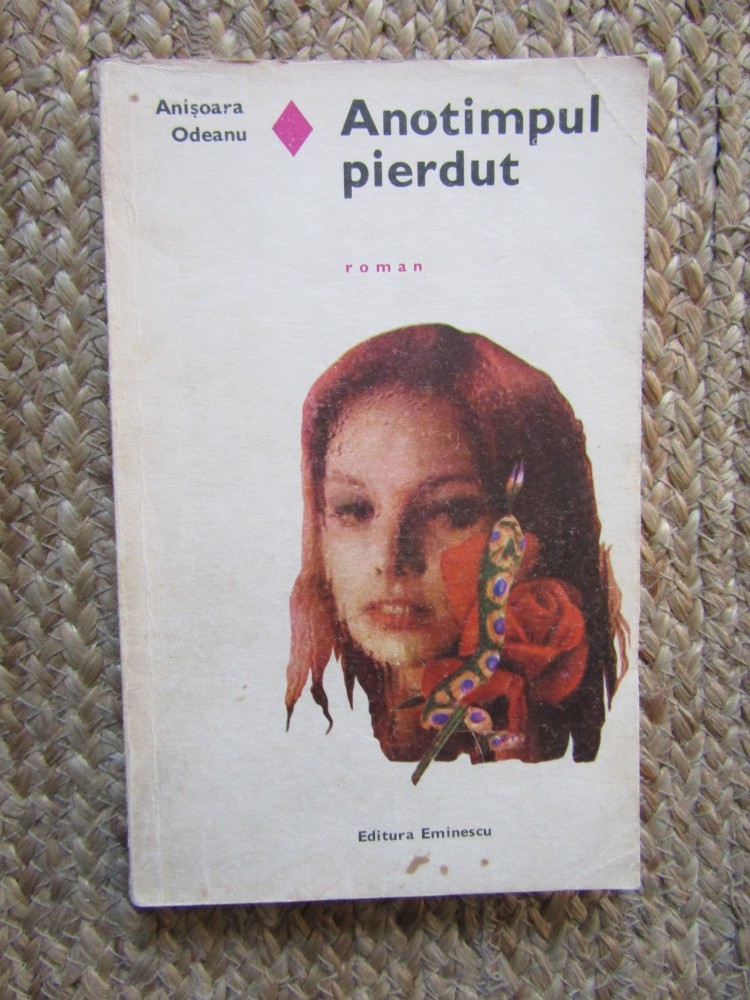 Anișoara
Odeanu
Anotimpul
pierdut
roman
Editura Eminescu